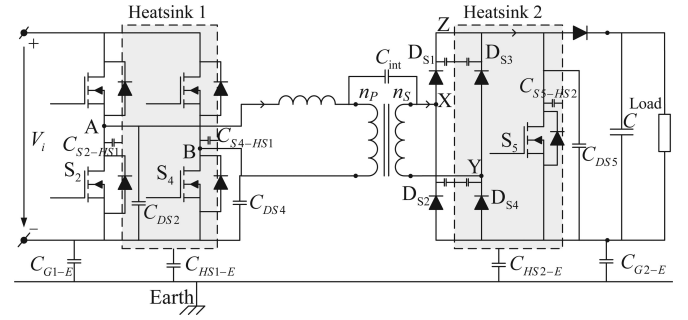 Heatsink 1
Heatsink 2
Z
+
C_int
D_S1
D_S3
n_P
n_S
X
C_S5-HS2
A
V_i
C_S2-HS1
C_S4-HS1
B
S_5
C
Load
S_2
S_4
Y
C_DS5
C_DS2
C_DS4
D_S2
D_S4
−
C_G1−E
C_HS1−E
C_HS2−E
C_G2−E
Earth